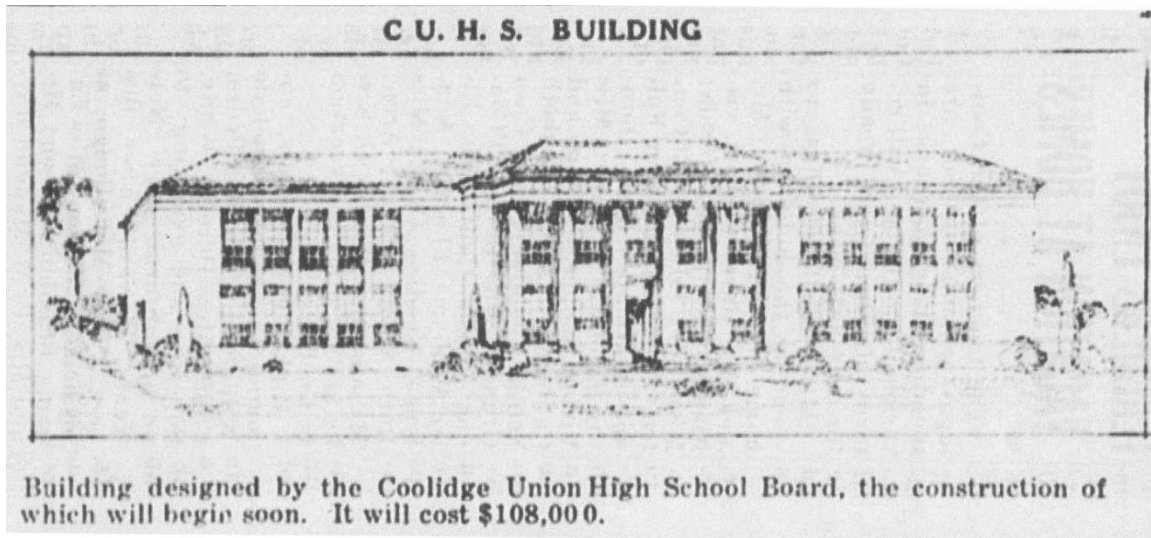 C U. H. S. BUILDING
Building designed by the Coolidge Union High School Board, the construction of
which will begin soon. It will cost $108,000.